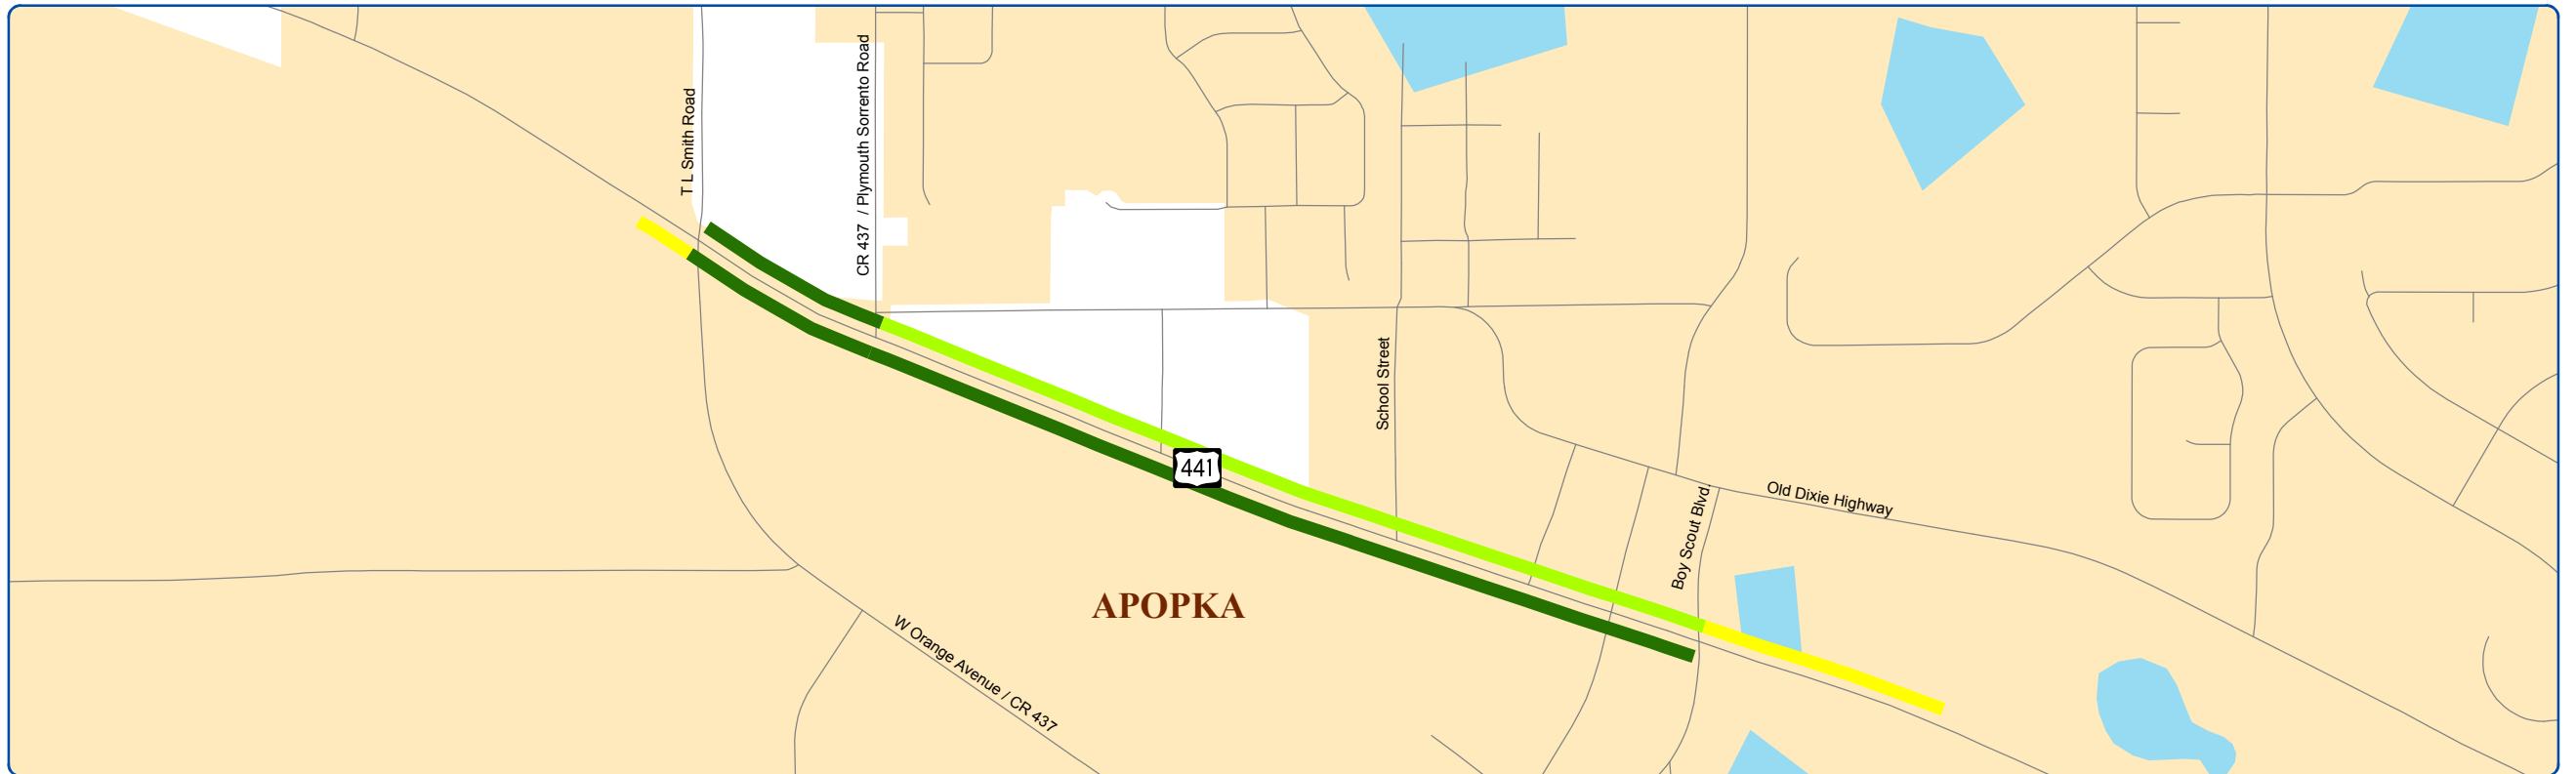 T L Smith Road
CR 437 / Plymouth Sorrento Road
School Street
441
Old Dixie Highway
Boy Scout Blvd.
APOPKA
W Orange Avenue / CR 437